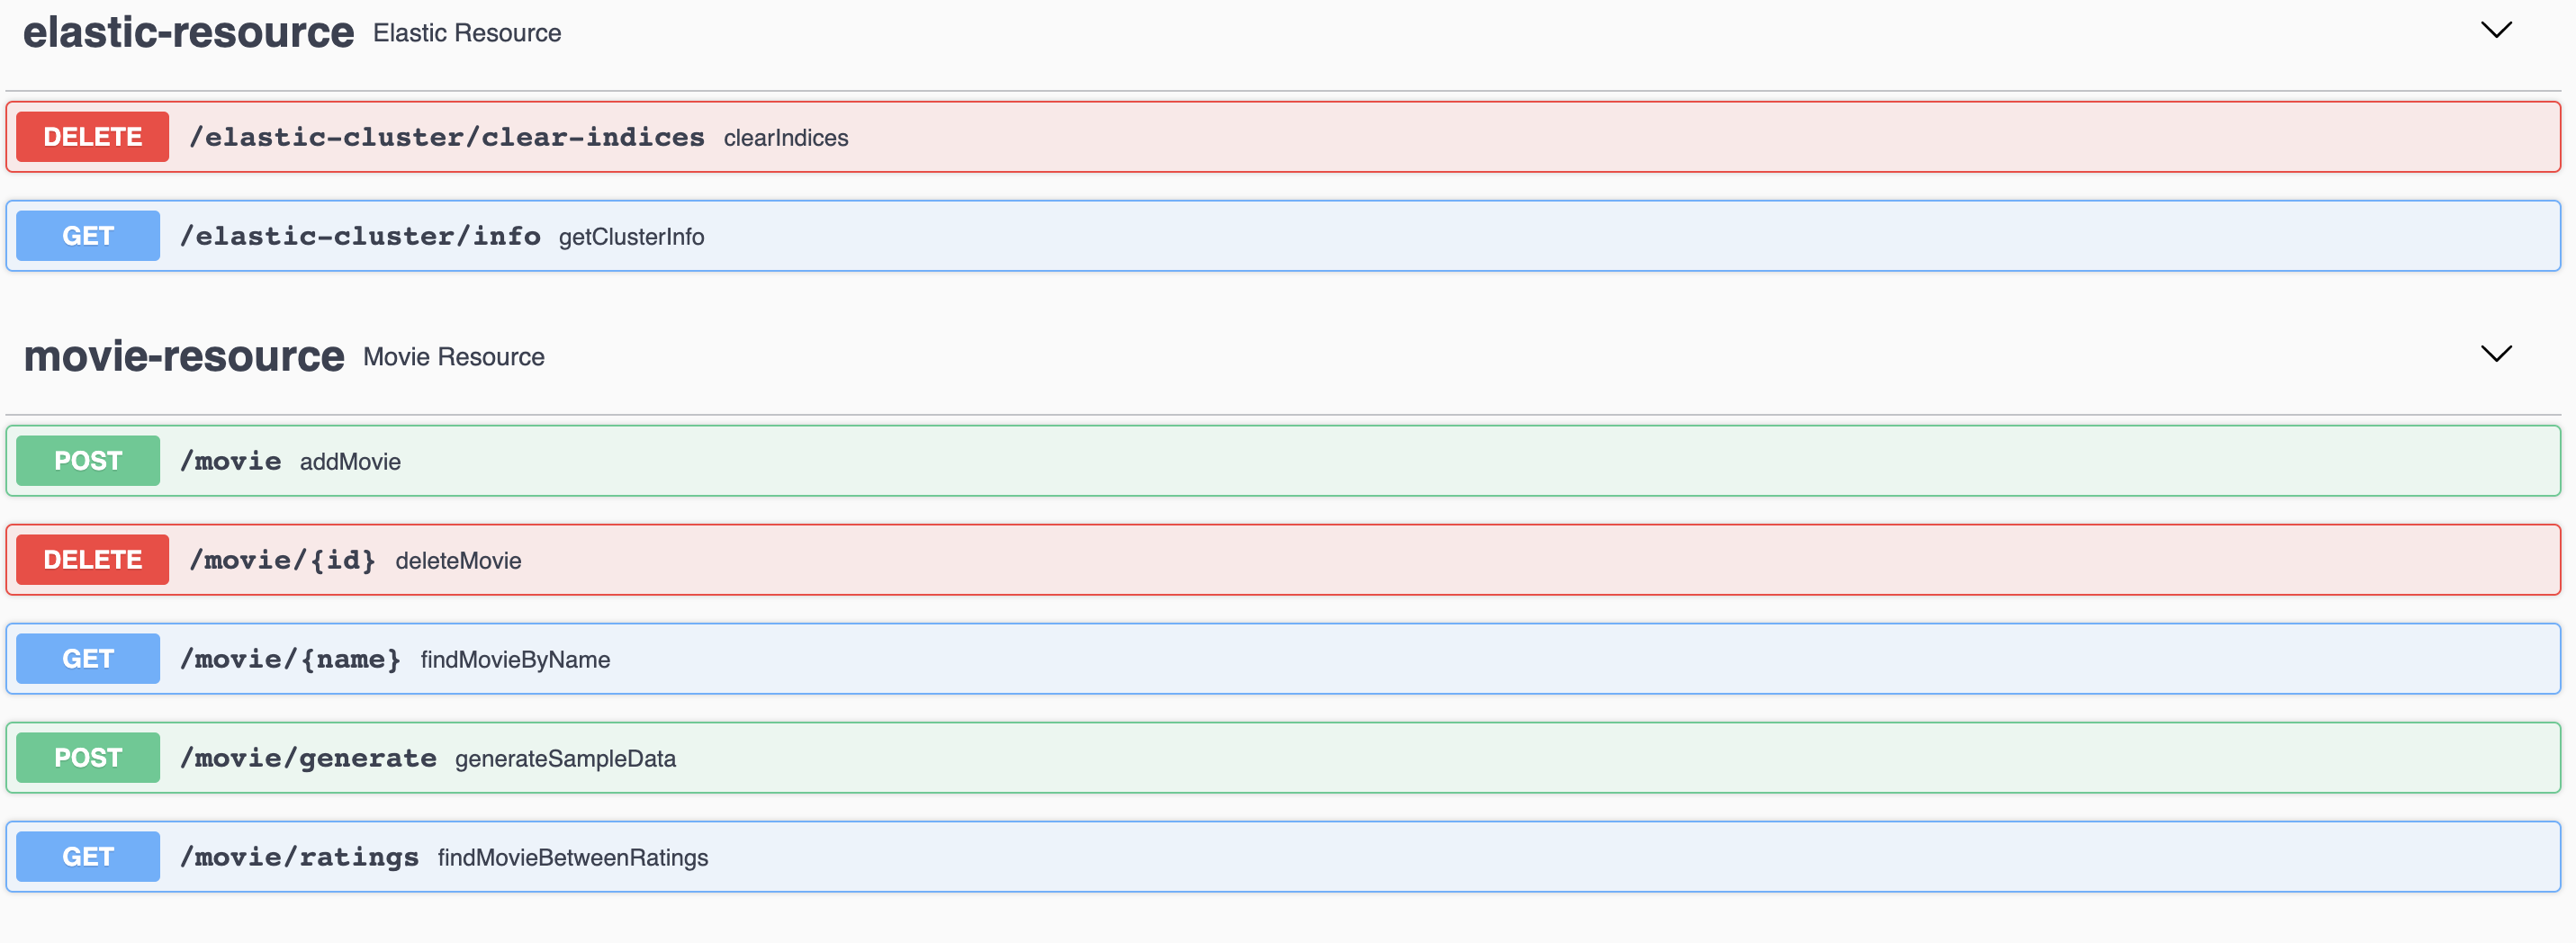 elastic-resource Elastic Resource
DELETE /elastic-cluster/clear-indices clearIndices
GET /elastic-cluster/info getClusterInfo
movie-resource Movie Resource
POST /movie addMovie
DELETE /movie/{id} deleteMovie
GET /movie/{name} findMovieByName
POST /movie/generate generateSampleData
GET /movie/ratings findMovieBetweenRatings